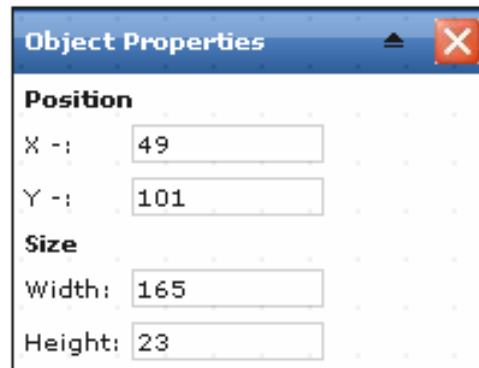 Object Properties
Position
X -: 49
Y -: 101
Size
Width: 165
Height: 23